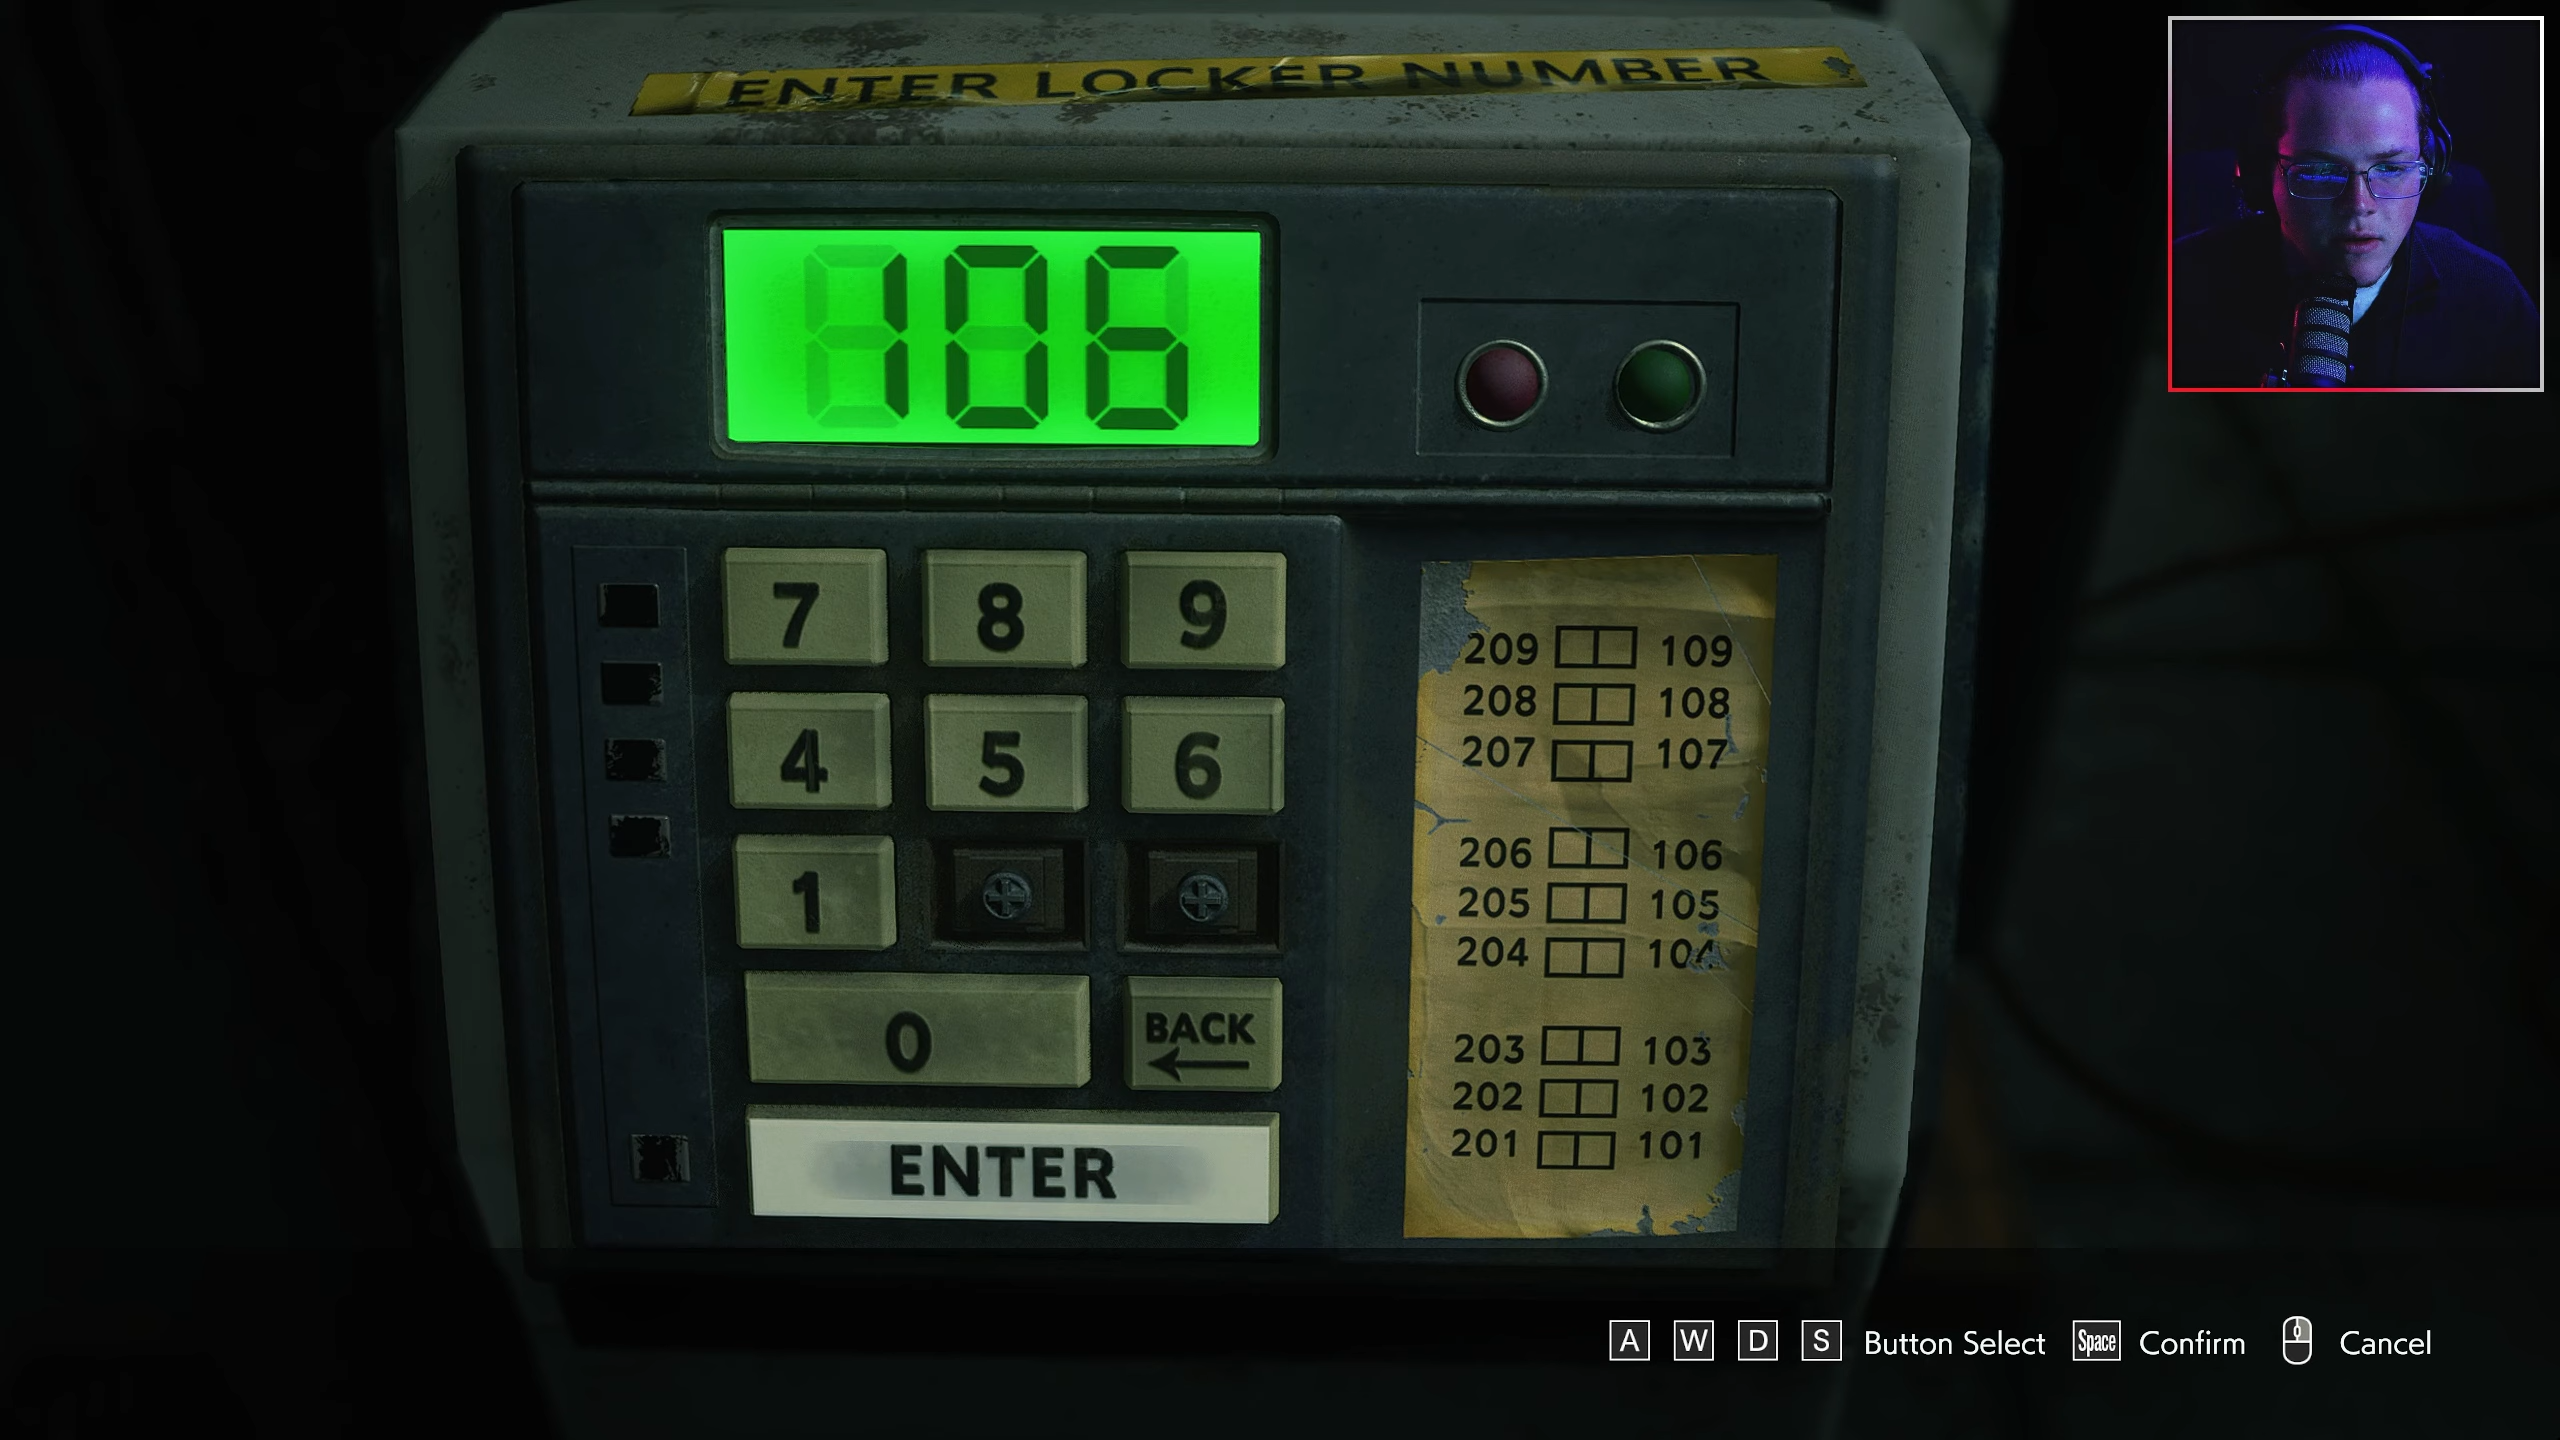 ENTER LOCKER NUMBER
106
7 8 9
4 5 6
1
0 BACK
ENTER
209 109
208 108
207 107
206 106
205 105
204 104
203 103
202 102
201 101
A W D S Button Select Space Confirm Cancel